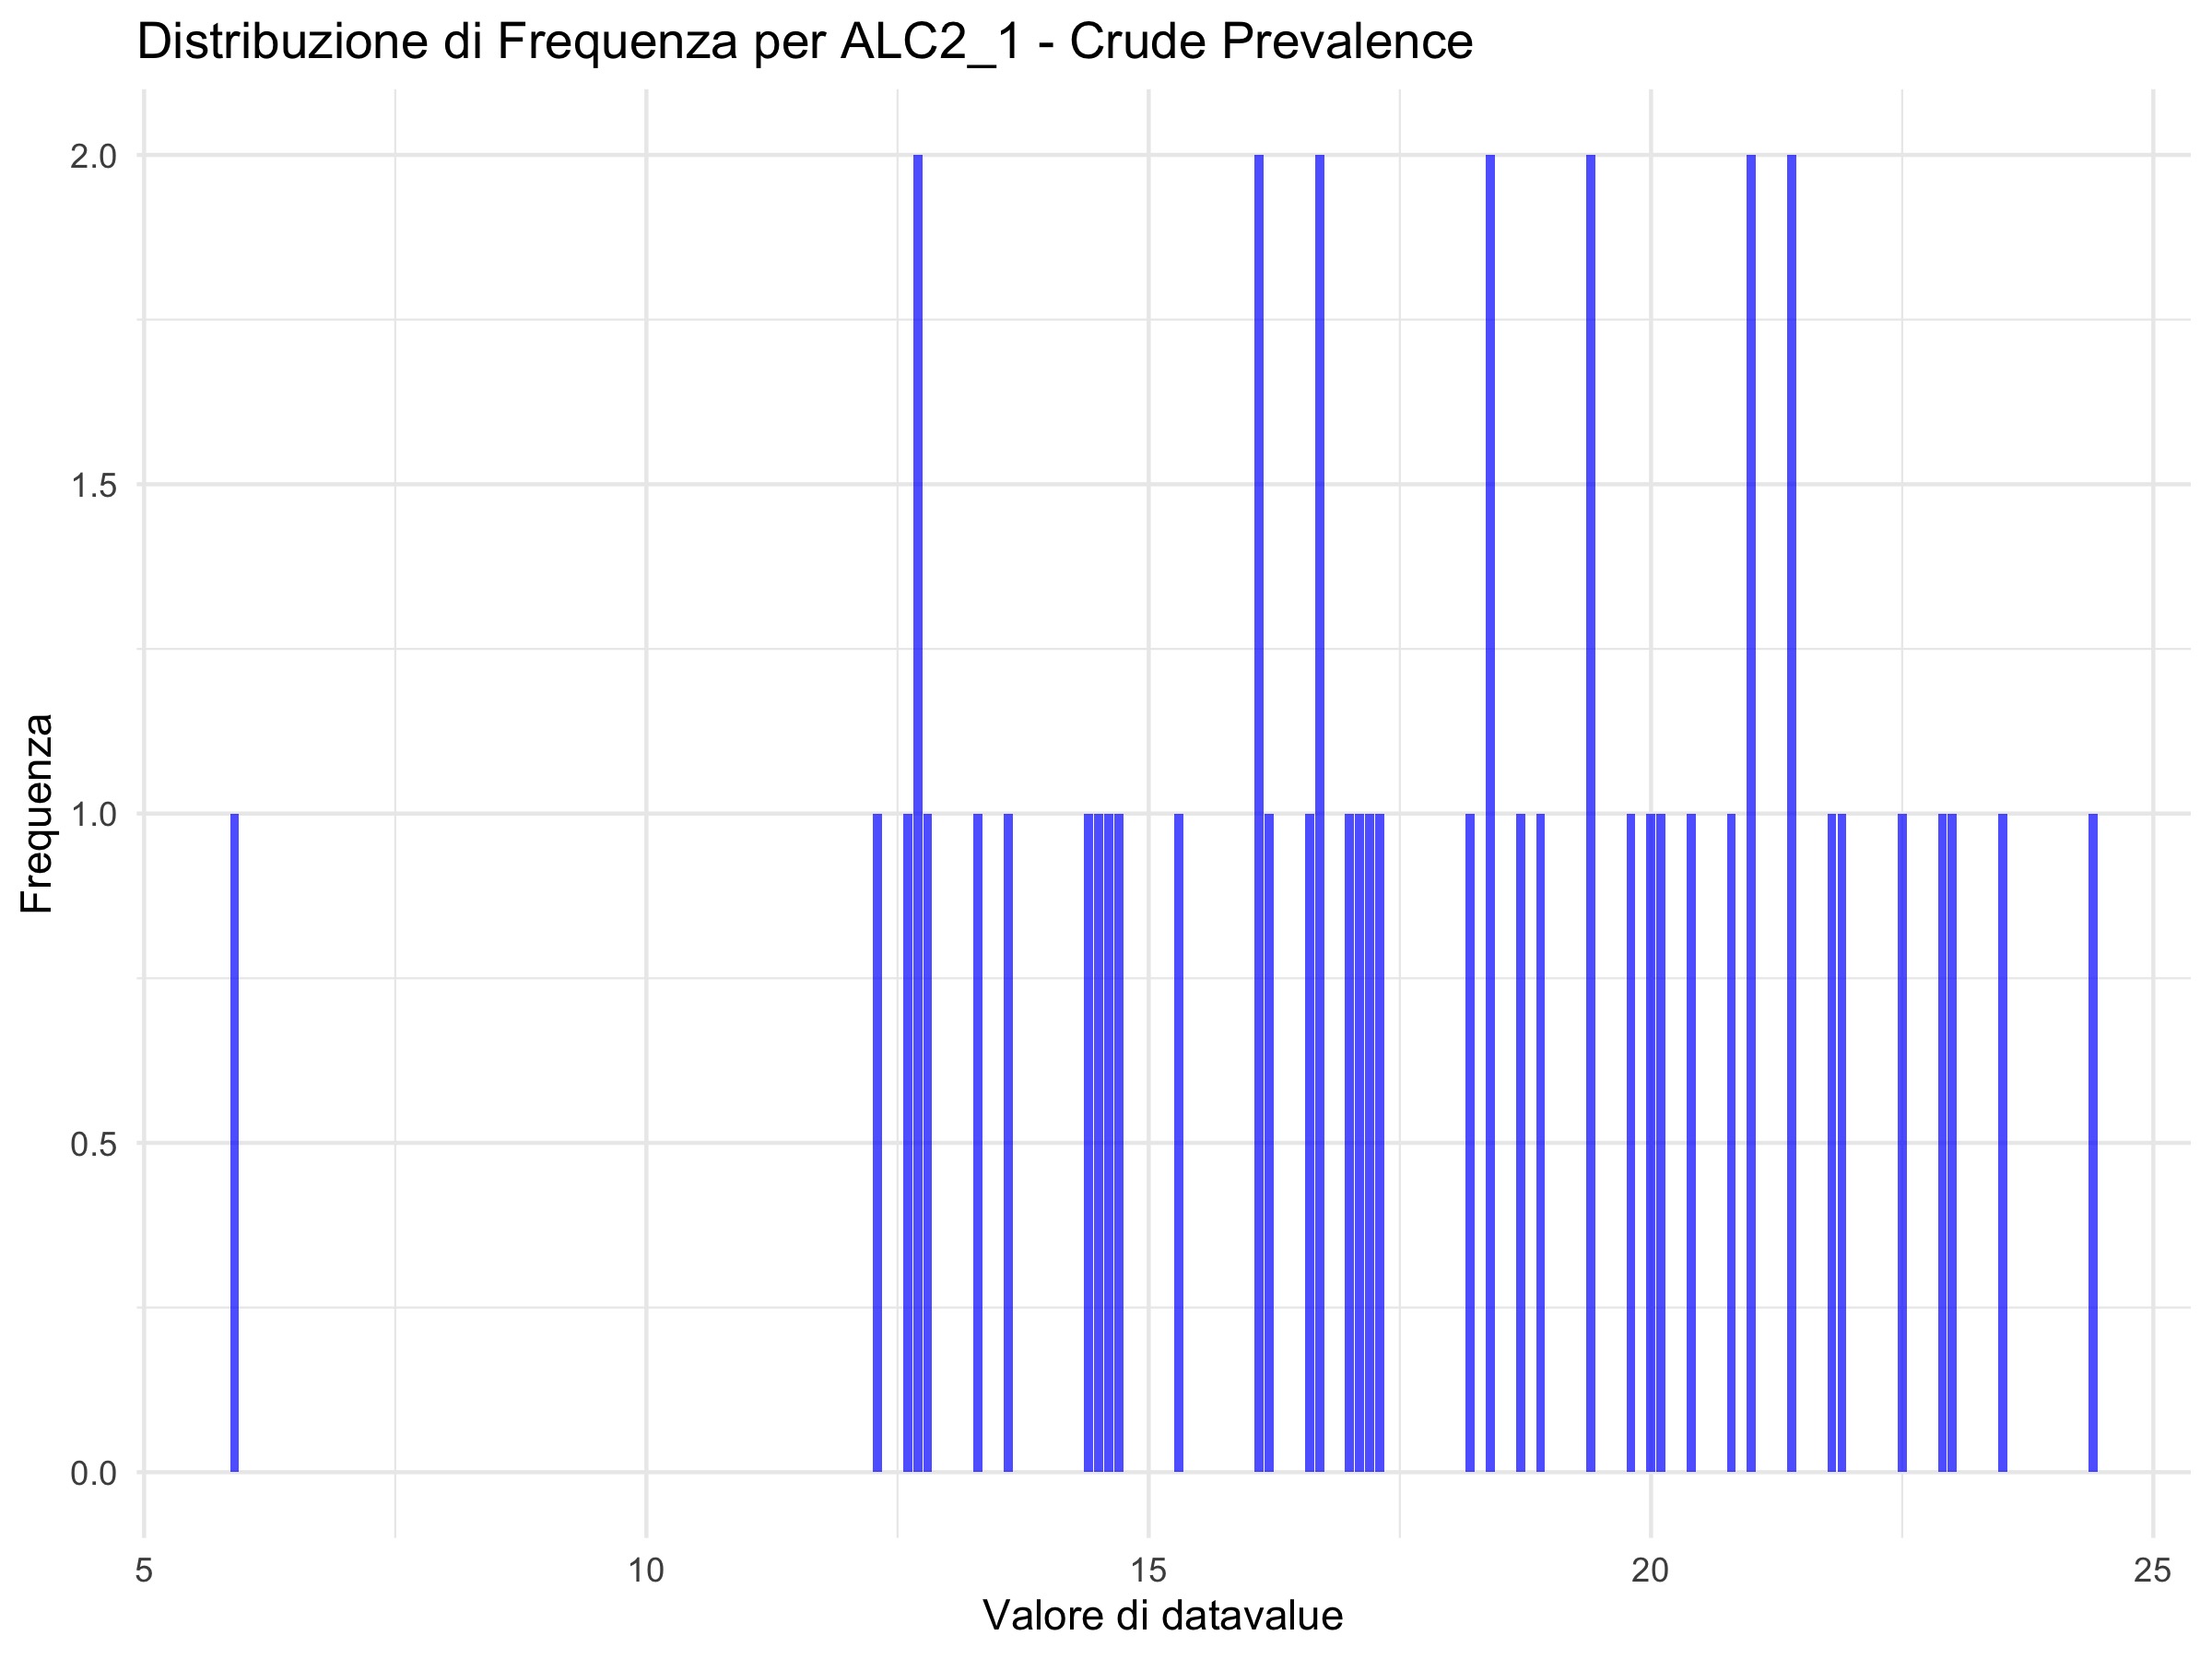 Distribuzione di Frequenza per ALC2_1 - Crude Prevalence
2.0
1.5
1.0
0.5
0.0
Frequenza
5 10 15 20 25
Valore di datavalue